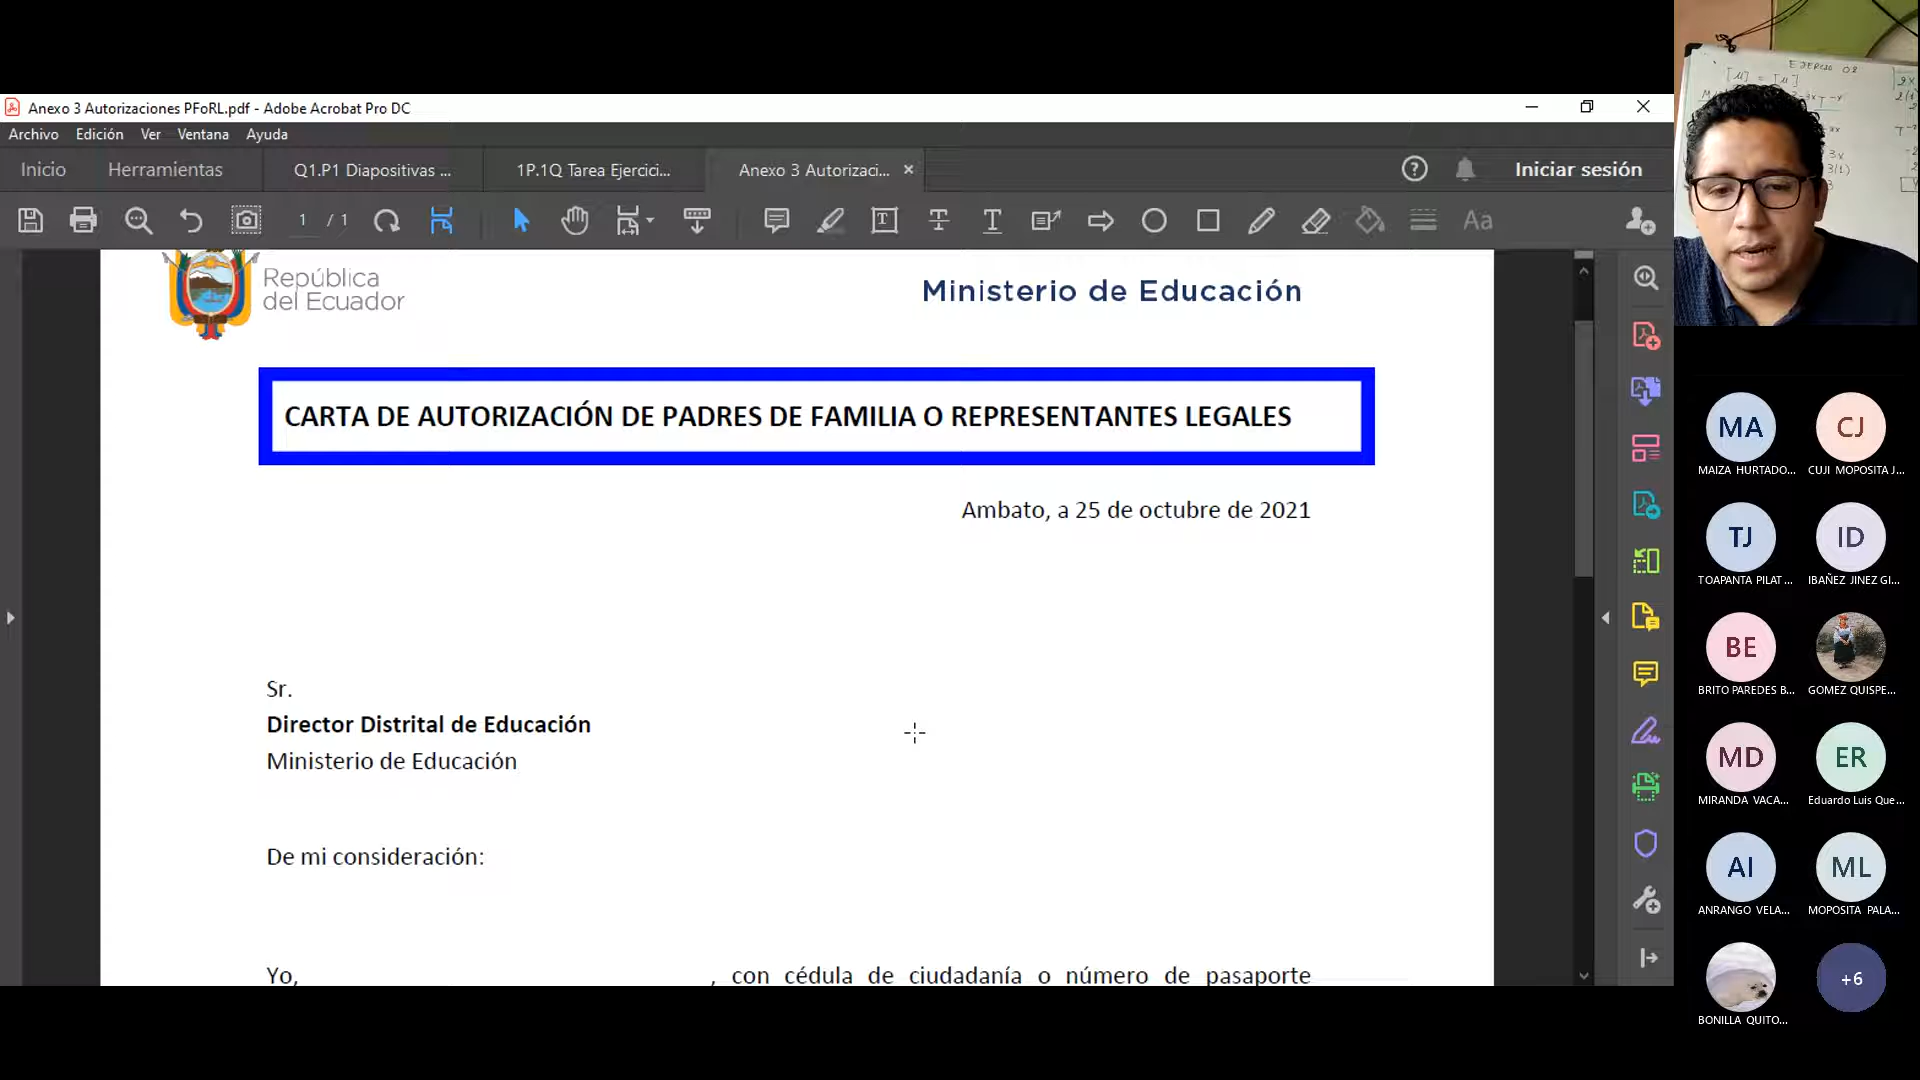 Anexo 3 Autorizaciones PFoRL.pdf - Adobe Acrobat Pro DC
Archivo Edición Ver Ventana Ayuda
Inicio Herramientas Q1.P1 Diapositivas ... 1P.1Q Tarea Ejercici... Anexo 3 Autorizaci... Iniciar sesión
1 / 1
Aa
República
del Ecuador
Ministerio de Educación
CARTA DE AUTORIZACIÓN DE PADRES DE FAMILIA O REPRESENTANTES LEGALES
Ambato, a 25 de octubre de 2021
Sr.
Director Distrital de Educación
Ministerio de Educación
De mi consideración:
Yo, , con cédula de ciudadanía o número de pasaporte
MA CJ
MAIZA HURTADO... CUJI MOPOSITA J...
TJ ID
TOAPANTA PILAT... IBAÑEZ JINEZ GI...
BE
BRITO PAREDES B... GOMEZ QUISPE...
MD ER
MIRANDA VACA... Eduardo Luis Que...
AI ML
ANRANGO VELA... MOPOSITA PALA...
+6
BONILLA QUITO...